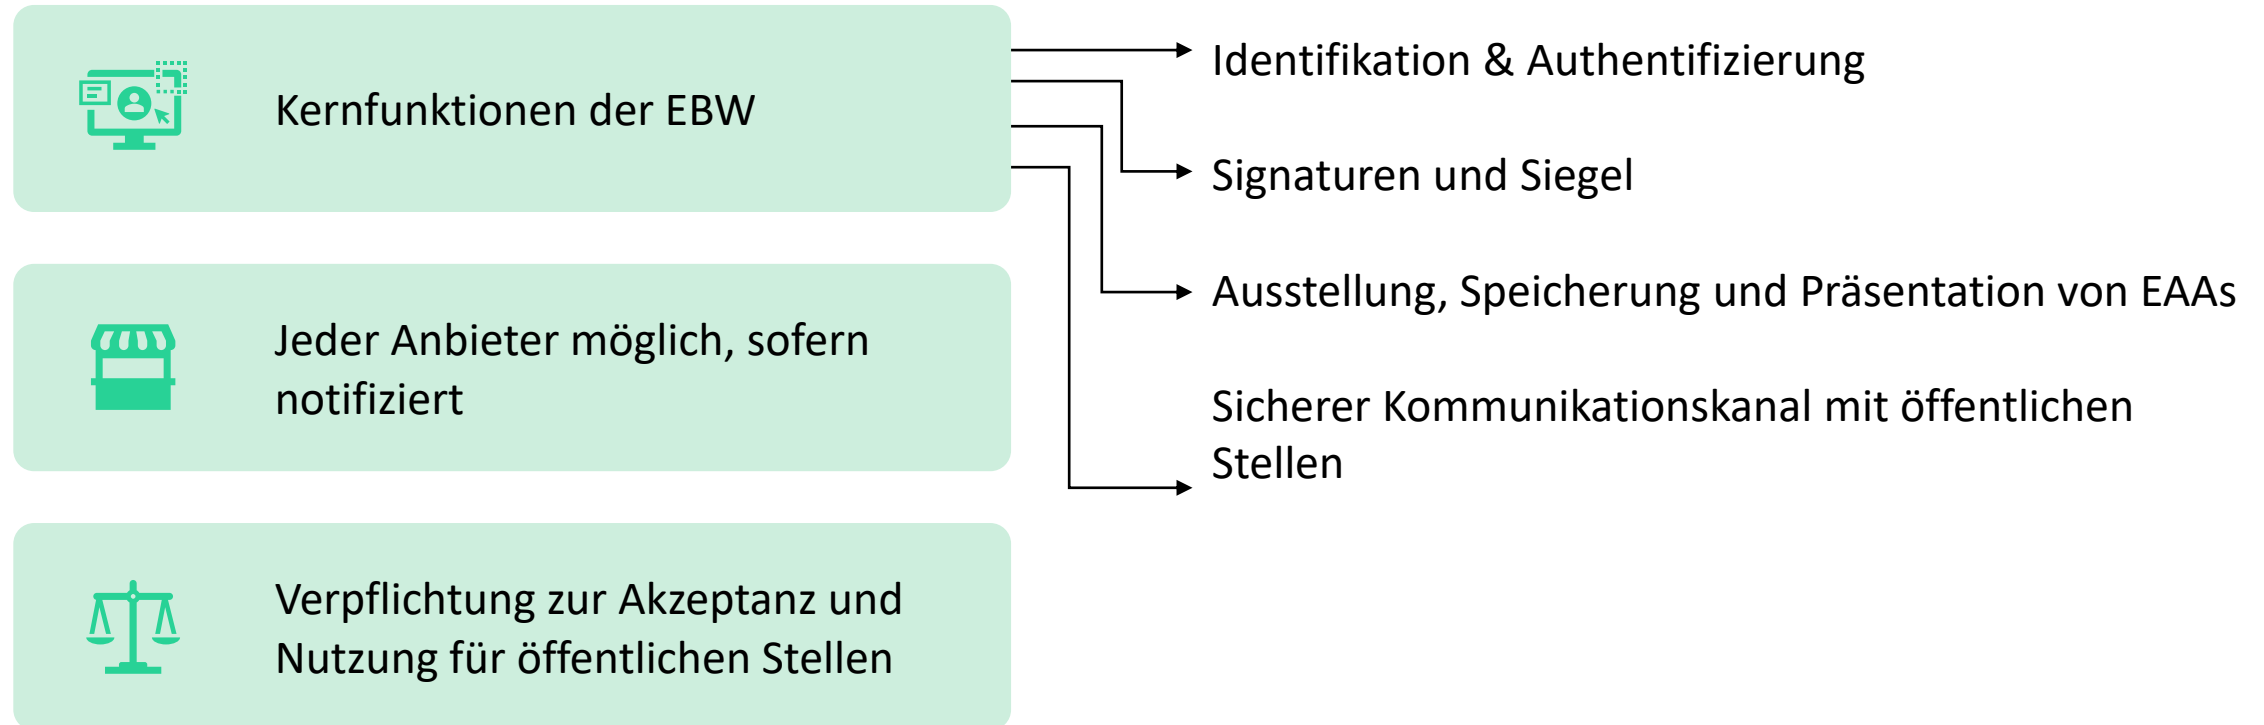 Kernfunktionen der EBW
Identifikation & Authentifizierung
Signaturen und Siegel
Ausstellung, Speicherung und Präsentation von EAAs
Sicherer Kommunikationskanal mit öffentlichen
Stellen
Jeder Anbieter möglich, sofern
notifiziert
Verpflichtung zur Akzeptanz und
Nutzung für öffentlichen Stellen